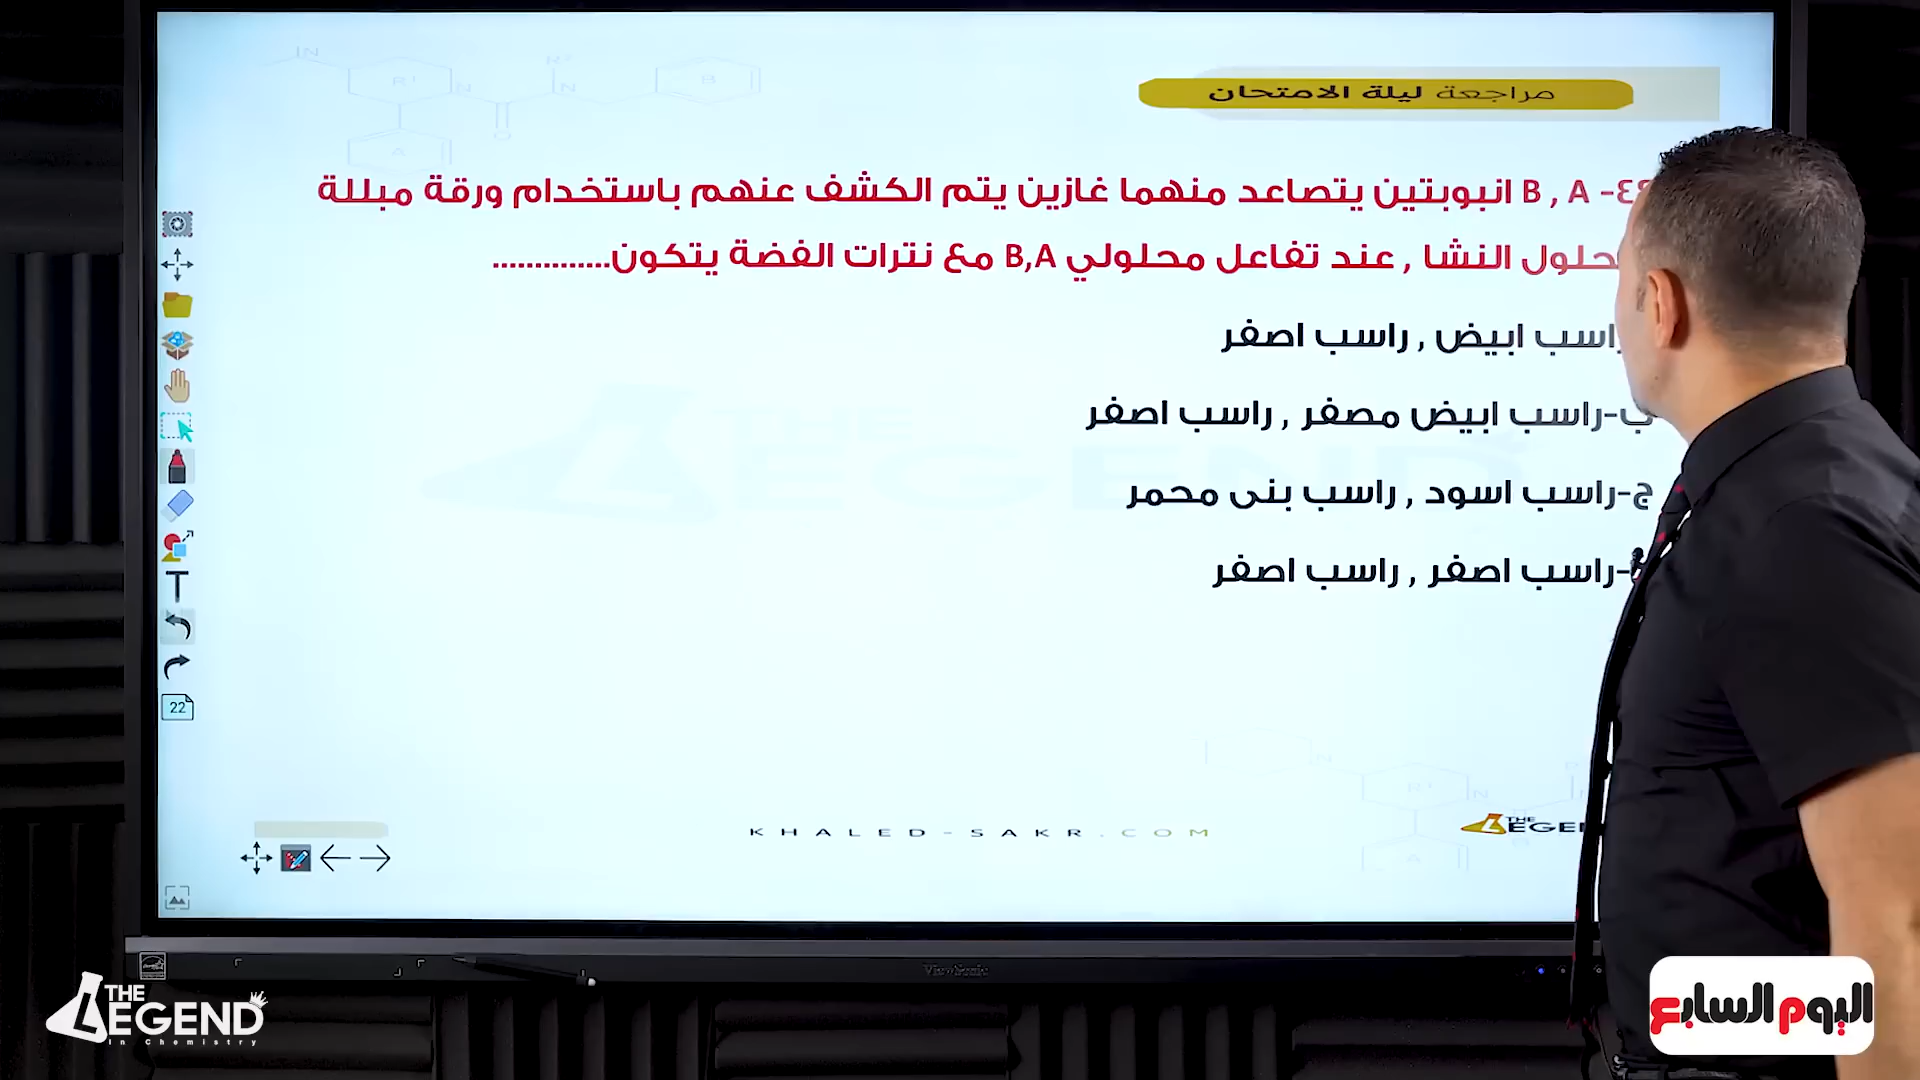 مراجعة ليلة الامتحان
B , A انبوبتين يتصاعد منهما غازين يتم الكشف عنهم باستخدام ورقة مبللة
النشا , عند تفاعل محلولي B,A مع نترات الفضة يتكون..............
راسب ابيض , راسب اصفر
ب-راسب ابيض مصفر , راسب اصفر
ج-راسب اسود , راسب بنى محمر
-راسب اصفر , راسب اصفر
22
KHALED-SAKR.COM
THE
ViewSonic
THE
LEGEND
In Chemistry
اليوم السابع